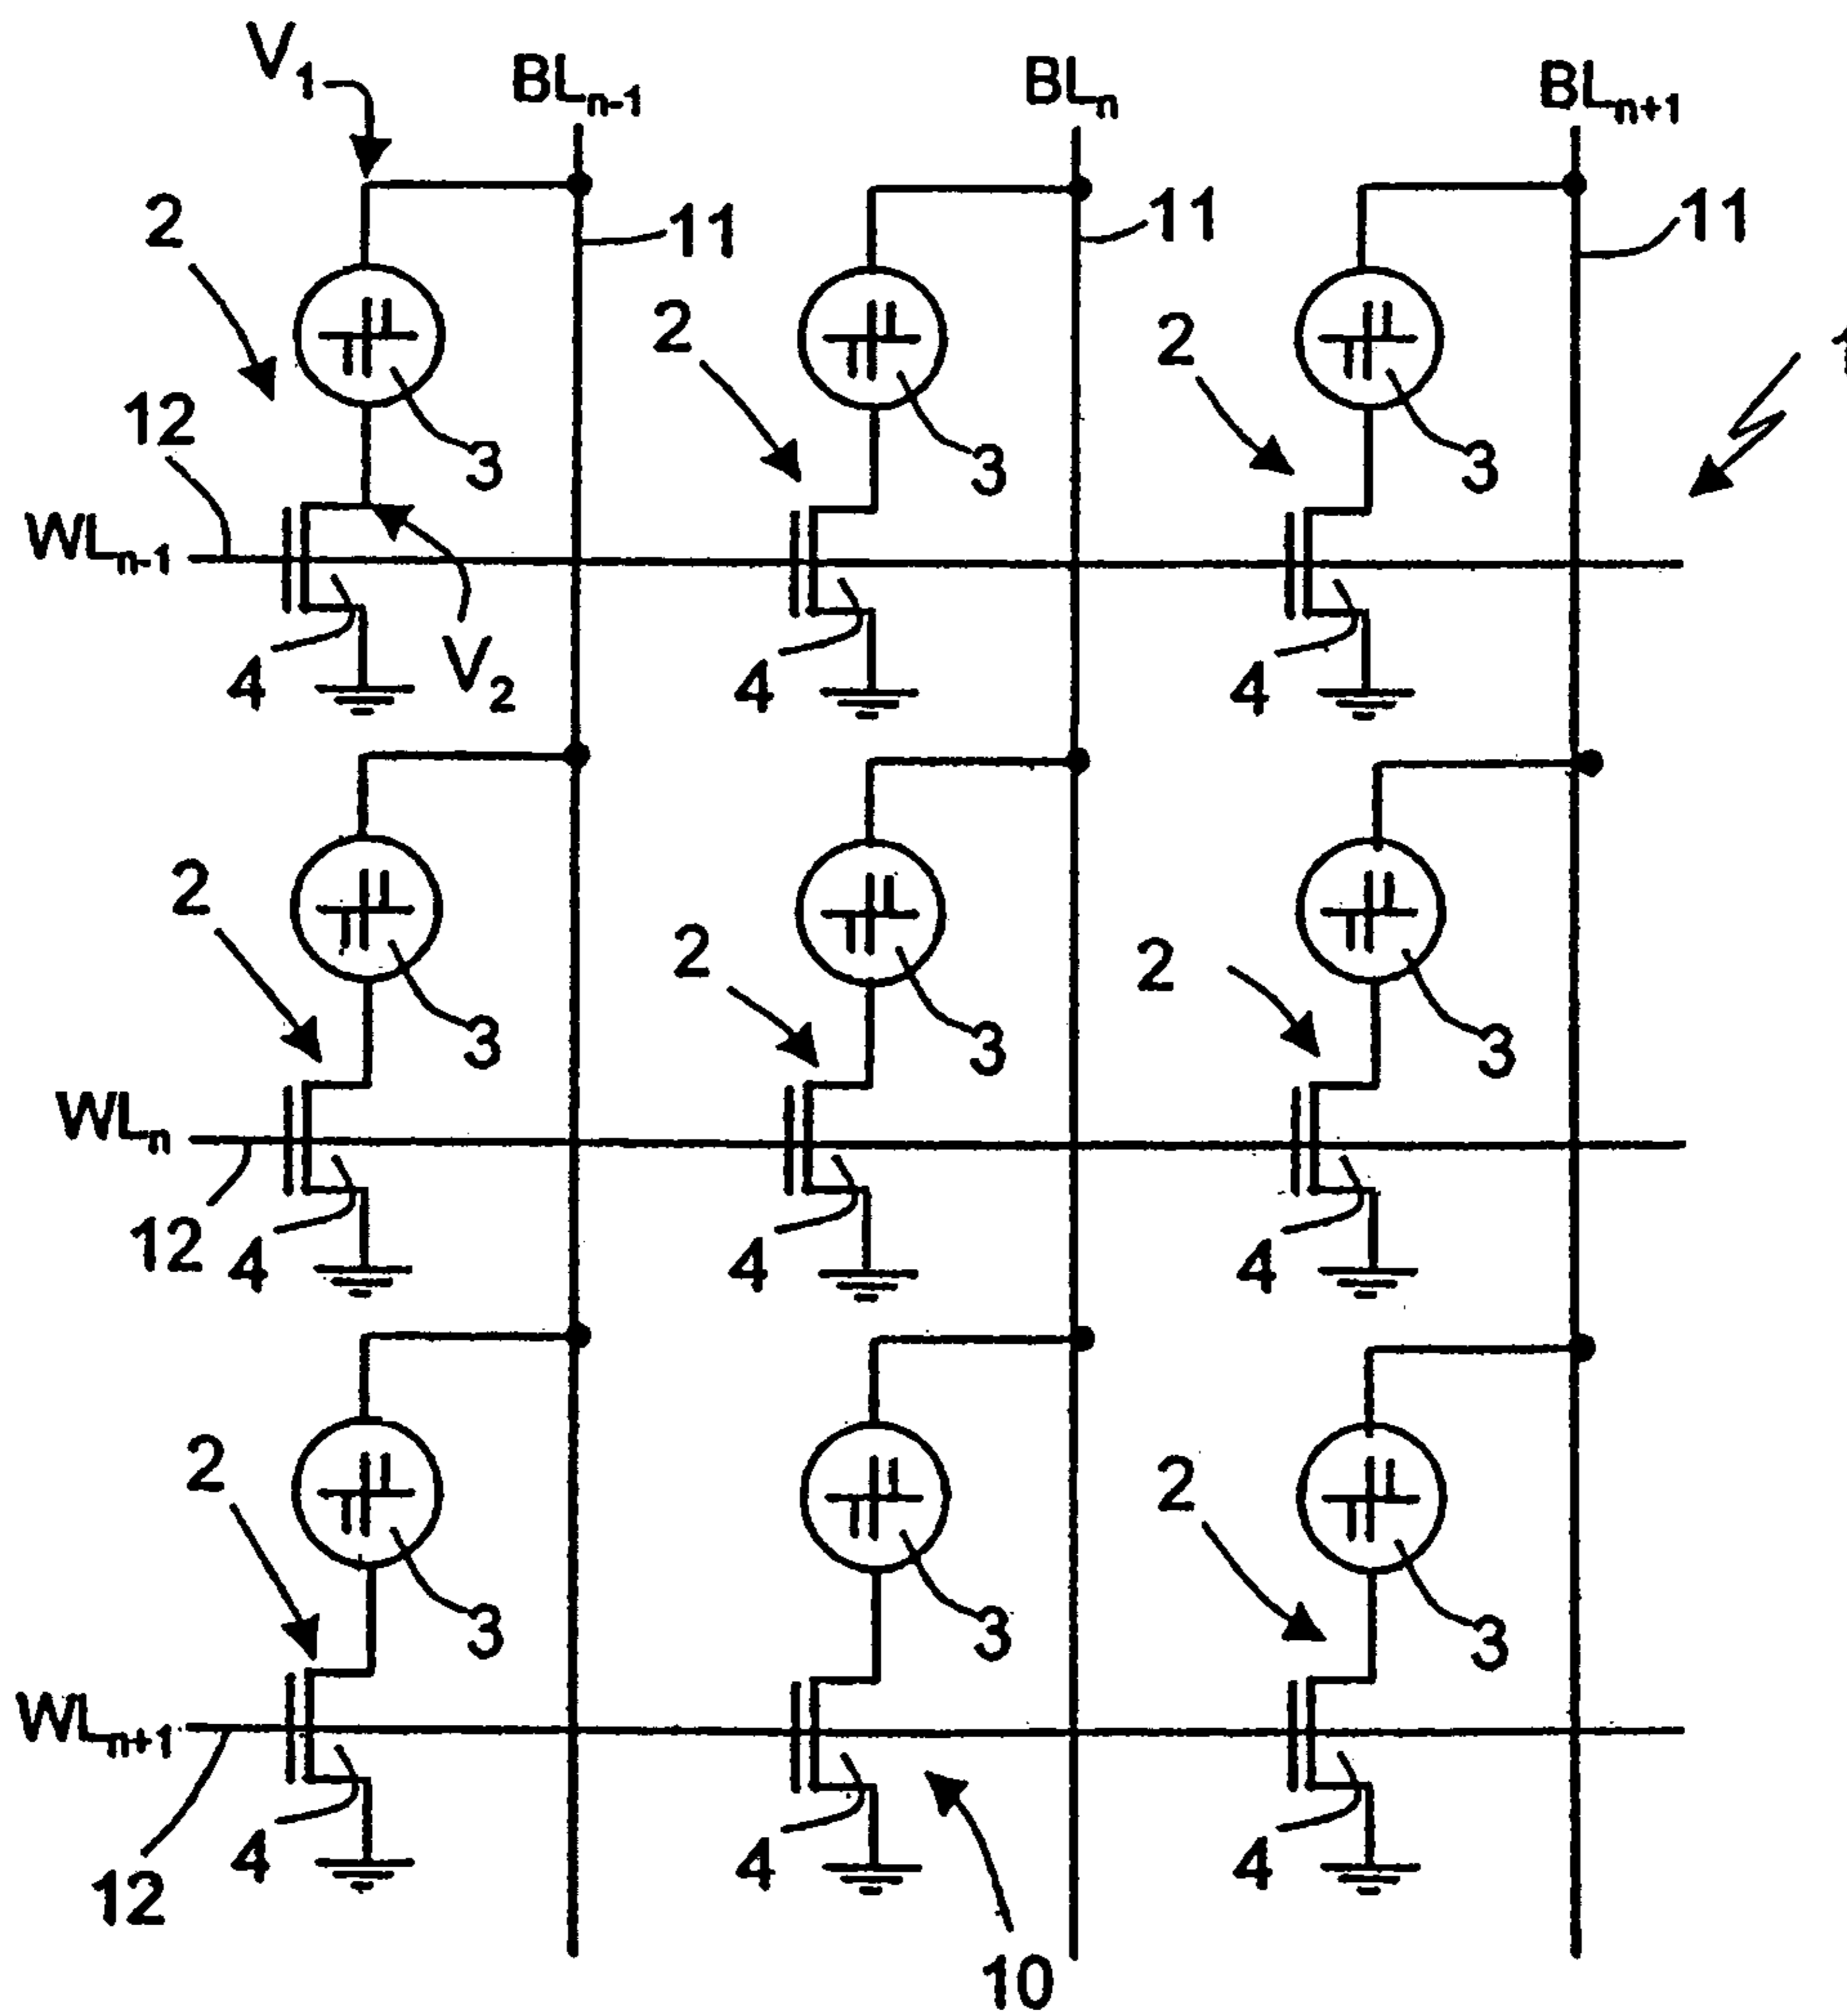 V₁ BLₙ₋₁ BLₙ BLₙ₊₁
2 11 11 11
2 2 1
12 3 3 3
WLₙ₋₁
4 V₂ 4 4
2 2 2
3 3 3
WLₙ
12 4 4 4
2 2
3 3 3
WLₙ₊₁
12 4 4 4
10